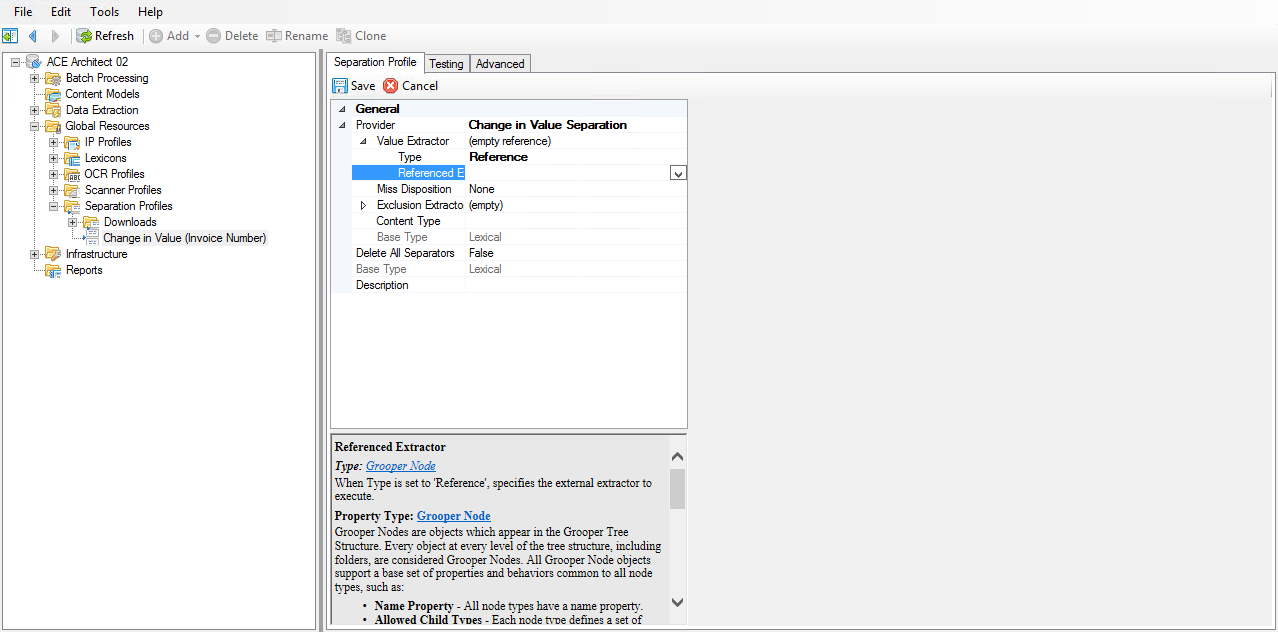 File Edit Tools Help
Refresh Add Delete Rename Clone
ACE Architect 02
Batch Processing
Content Models
Data Extraction
Global Resources
IP Profiles
Lexicons
OCR Profiles
Scanner Profiles
Separation Profiles
Downloads
Change in Value (Invoice Number)
Infrastructure
Reports
Separation Profile Testing Advanced
Save Cancel
General
Provider Change in Value Separation
Value Extractor (empty reference)
Type Reference
Referenced E
Miss Disposition None
Exclusion Extracto (empty)
Content Type
Base Type Lexical
Delete All Separators False
Base Type Lexical
Description
Referenced Extractor
Type: Grooper Node
When Type is set to 'Reference', specifies the external extractor to
execute.
Property Type: Grooper Node
Grooper Nodes are objects which appear in the Grooper Tree
Structure. Every object at every level of the tree structure, including
folders, are considered Grooper Nodes. All Grooper Node objects
support a base set of properties and behaviors common to all node
types, such as:
• Name Property - All node types have a name property.
• Allowed Child Types - Each node type defines a set of